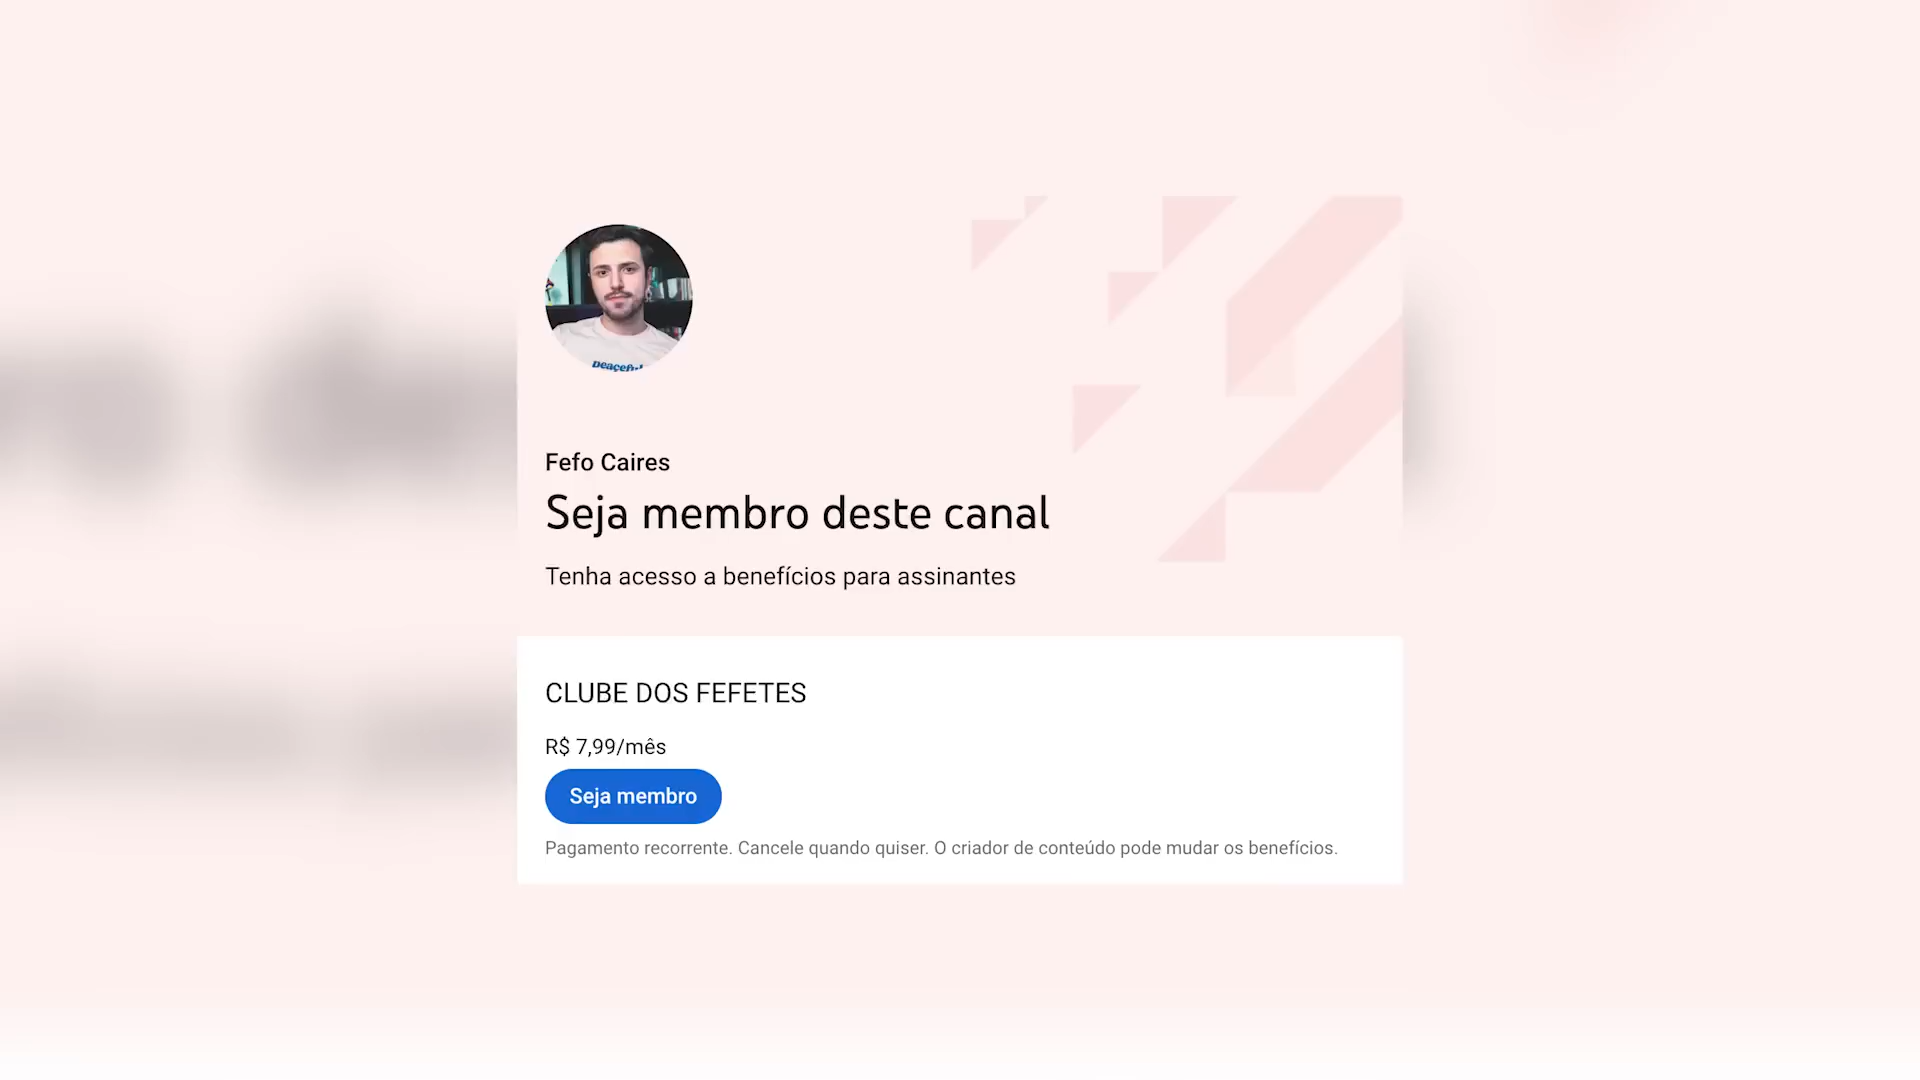 Peaceful
Fefo Caires
Seja membro deste canal
Tenha acesso a benefícios para assinantes
CLUBE DOS FEFETES
R$ 7,99/mês
Seja membro
Pagamento recorrente. Cancele quando quiser. O criador de conteúdo pode mudar os benefícios.